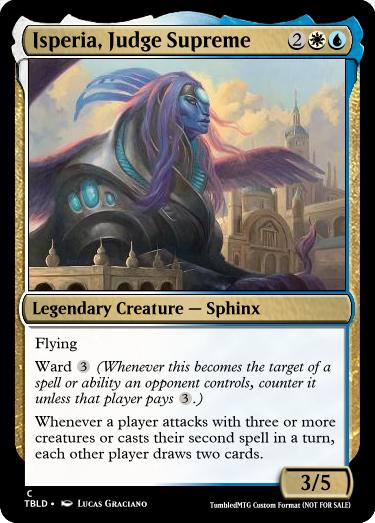 Isperia, Judge Supreme 2
Legendary Creature — Sphinx
Flying
Ward 3 (Whenever this becomes the target of a
spell or ability an opponent controls, counter it
unless that player pays 3.)
Whenever a player attacks with three or more
creatures or casts their second spell in a turn,
each other player draws two cards.
3/5
C
TBLD • Lucas Graciano
TumbledMTG Custom Format (NOT FOR SALE)